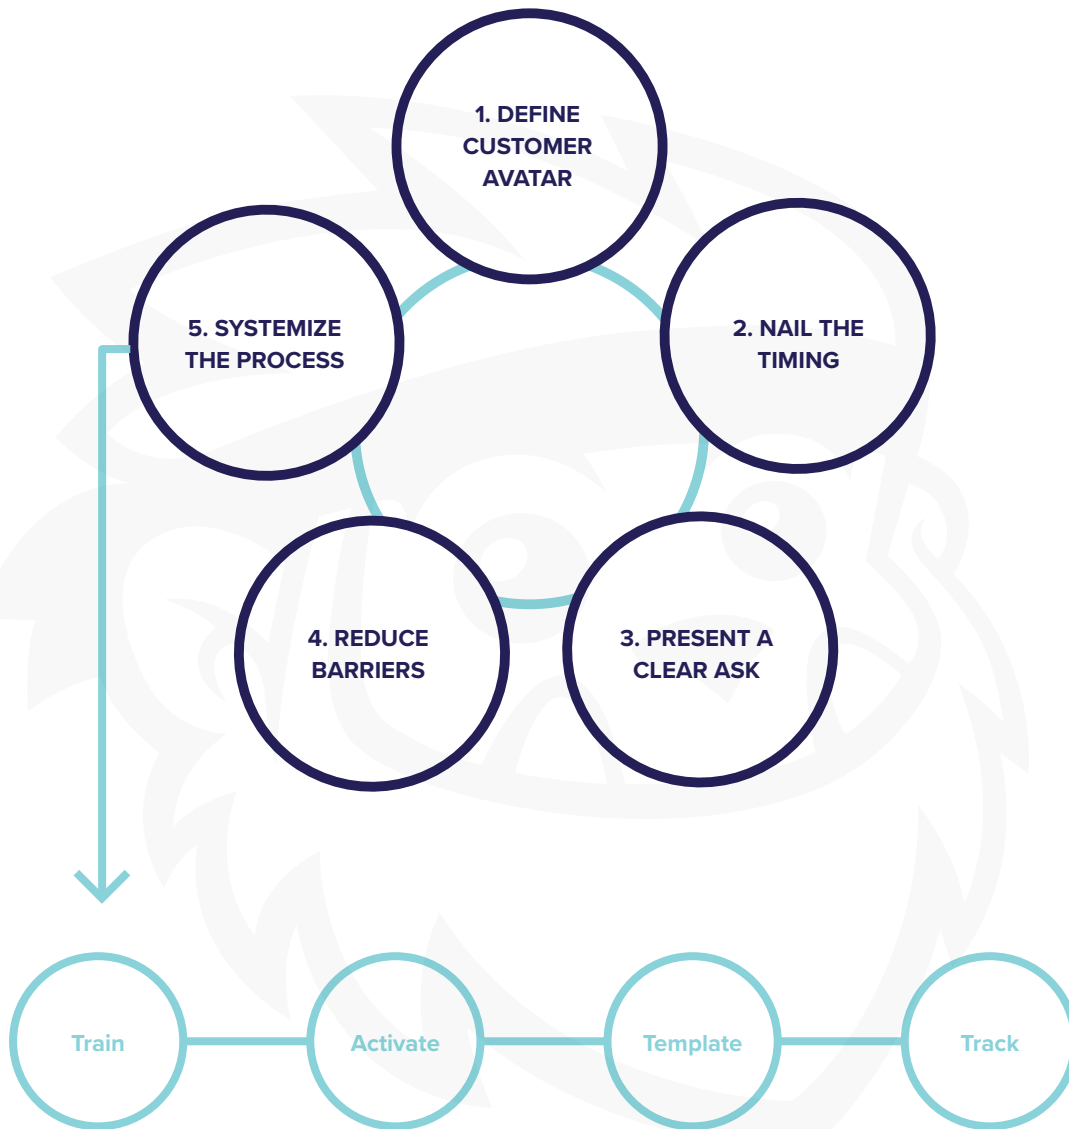 1. DEFINE
CUSTOMER
AVATAR
2. NAIL THE
TIMING
3. PRESENT A
CLEAR ASK
4. REDUCE
BARRIERS
5. SYSTEMIZE
THE PROCESS
Train
Activate
Template
Track